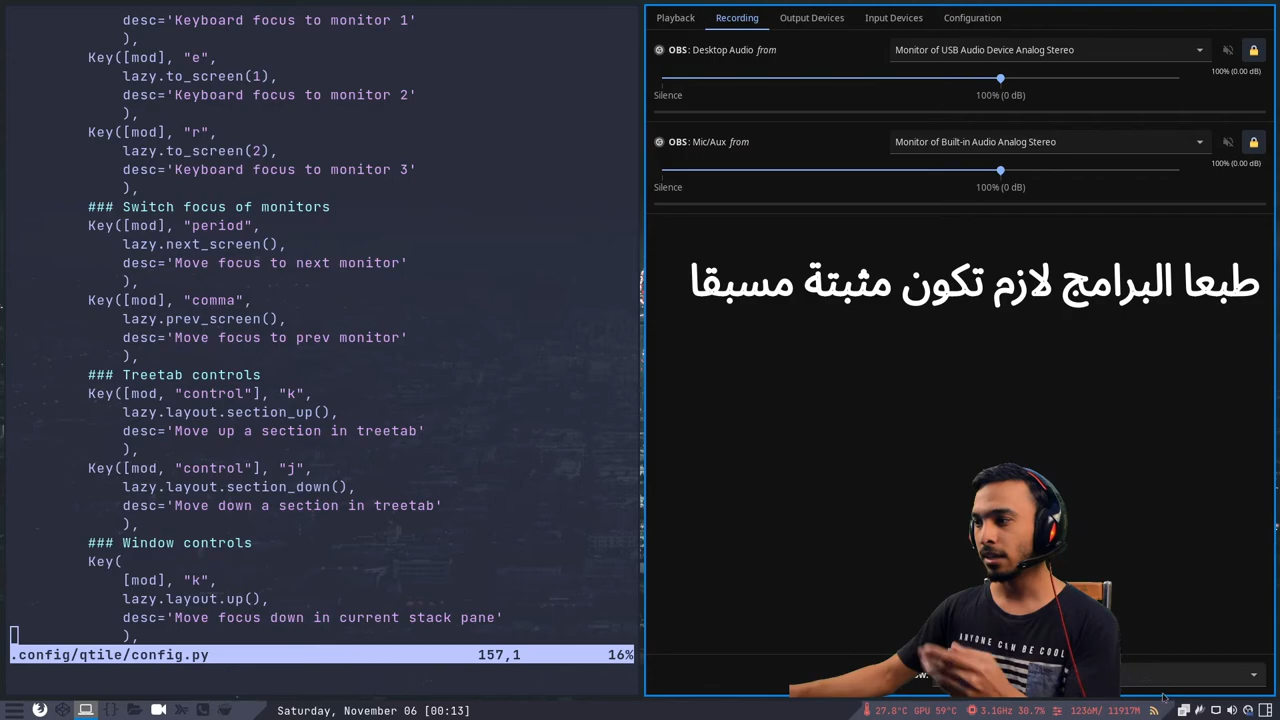 desc='Keyboard focus to monitor 1'
),
Key([mod], "e",
lazy.to_screen(1),
desc='Keyboard focus to monitor 2'
),
Key([mod], "r",
lazy.to_screen(2),
desc='Keyboard focus to monitor 3'
),
### Switch focus of monitors
Key([mod], "period",
lazy.next_screen(),
desc='Move focus to next monitor'
),
Key([mod], "comma",
lazy.prev_screen(),
desc='Move focus to prev monitor'
),
### Treetab controls
Key([mod, "control"], "k",
lazy.layout.section_up(),
desc='Move up a section in treetab'
),
Key([mod, "control"], "j",
lazy.layout.section_down(),
desc='Move down a section in treetab'
),
### Window controls
Key(
[mod], "k",
lazy.layout.up(),
desc='Move focus down in current stack pane'
),
.config/qtile/config.py 157,1 16%
Playback Recording Output Devices Input Devices Configuration
OBS: Desktop Audio from Monitor of USB Audio Device Analog Stereo
100% (0.00 dB)
Silence 100% (0 dB)
OBS: Mic/Aux from Monitor of Built-in Audio Analog Stereo
100% (0.00 dB)
Silence 100% (0 dB)
طبعا البرامج لازم تكون مثبتة مسبقا
ANYONE CAN BE COOL
Saturday, November 06 [00:13] 27.8°C GPU 59°C 3.1GHz 30.7% 1236M/ 11917M